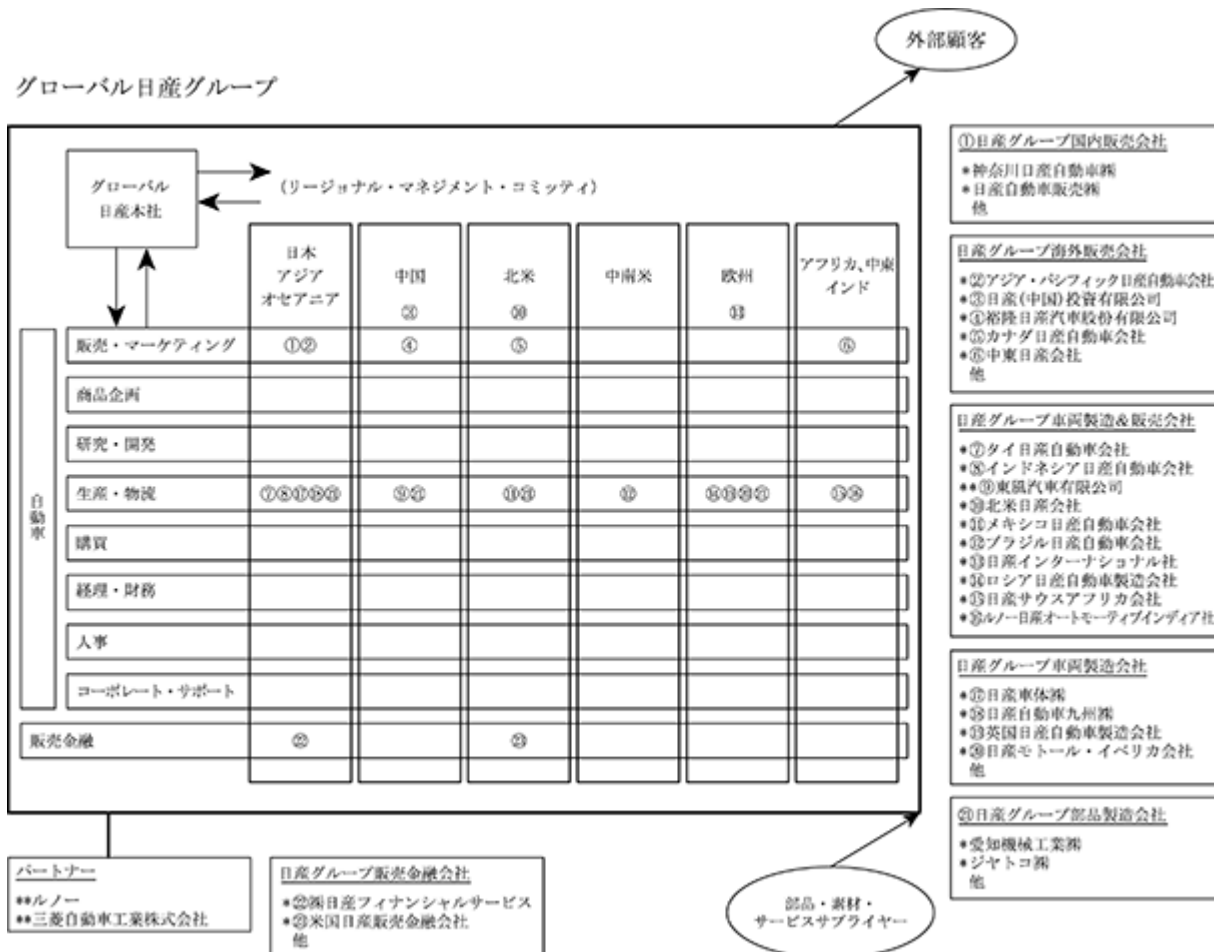 外部顧客
グローバル日産グループ
グローバル
日産本社
(リージョナル・マネジメント・コミッティ)
日本
アジア
オセアニア
中国
③
北米
⑩
中南米
欧州
⑬
アフリカ、中東
インド
自動車
販売・マーケティング
①②
④
⑤
⑥
商品企画
研究・開発
生産・物流
⑦⑧⑰⑱㉑
⑨㉑
⑪㉑
⑫
⑭⑲⑳㉑
⑮⑯
購買
経理・財務
人事
コーポレート・サポート
販売金融
㉒
㉓
①日産グループ国内販売会社
*神奈川日産自動車㈱
*日産自動車販売㈱
他
日産グループ海外販売会社
*②アジア・パシフィック日産自動車会社
*③日産(中国)投資有限公司
*④裕隆日産汽車股份有限公司
*⑤カナダ日産自動車会社
*⑥中東日産会社
他
日産グループ車両製造&販売会社
*⑦タイ日産自動車会社
*⑧インドネシア日産自動車会社
**⑨東風汽車有限公司
*⑩北米日産会社
*⑪メキシコ日産自動車会社
*⑫ブラジル日産自動車会社
*⑬日産インターナショナル社
*⑭ロシア日産自動車製造会社
*⑮日産サウスアフリカ会社
*⑯ルノー日産オートモーティブインディア社
日産グループ車両製造会社
*⑰日産車体㈱
*⑱日産自動車九州㈱
*⑲英国日産自動車製造会社
*⑳日産モトール・イベリカ会社
他
㉑日産グループ部品製造会社
*愛知機械工業㈱
*ジヤトコ㈱
他
パートナー
**ルノー
**三菱自動車工業株式会社
日産グループ販売金融会社
*㉒㈱日産フィナンシャルサービス
*㉓米国日産販売金融会社
他
部品・素材・
サービスサプライヤー